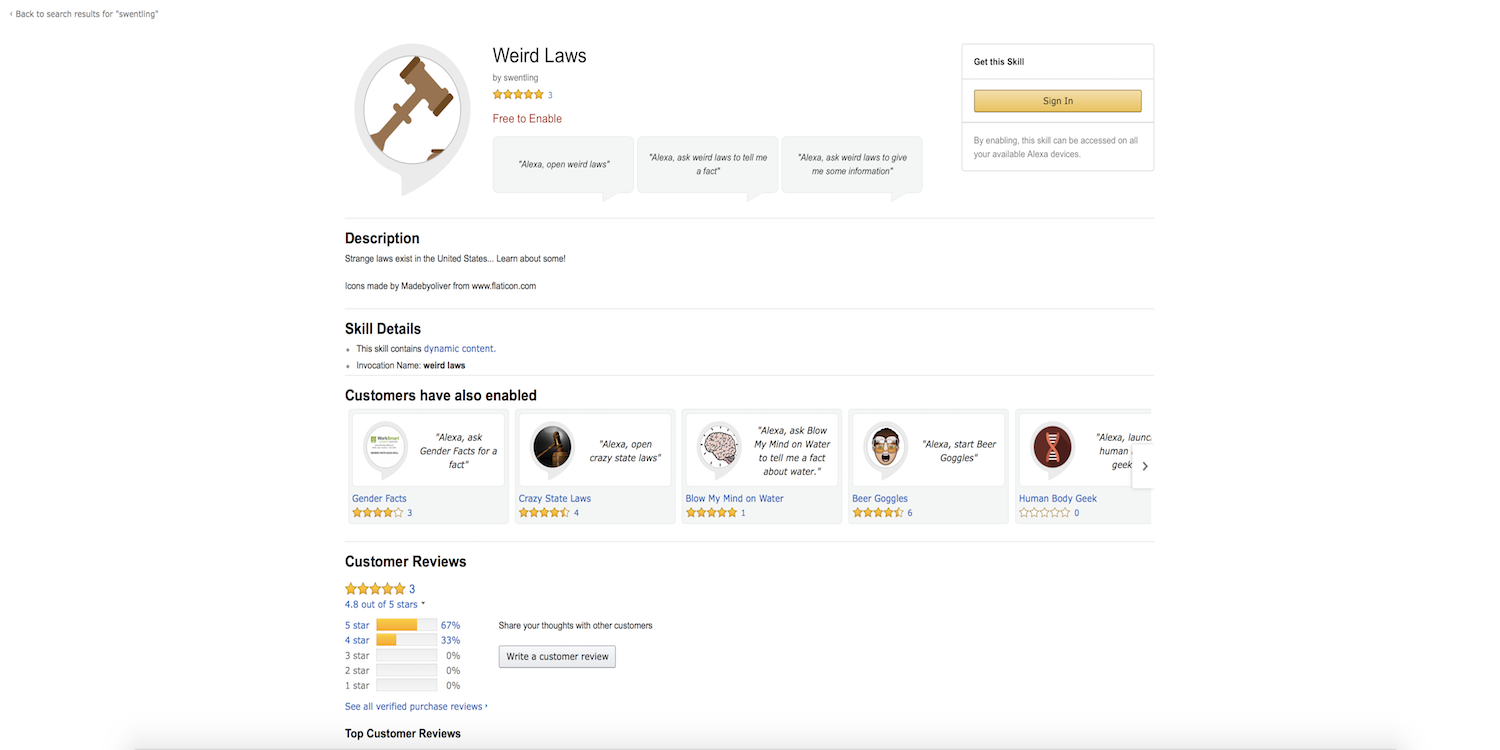 ‹ Back to search results for "swentling"
Weird Laws
by swentling
3
Free to Enable
"Alexa, open weird laws"
"Alexa, ask weird laws to tell me
a fact"
"Alexa, ask weird laws to give
me some information"
Get this Skill
Sign In
By enabling, this skill can be accessed on all
your available Alexa devices.
Description
Strange laws exist in the United States... Learn about some!
Icons made by Madebyoliver from www.flaticon.com
Skill Details
This skill contains dynamic content.
Invocation Name: weird laws
Customers have also enabled
WorkSmart
"Alexa, ask
Gender Facts for a
fact"
Gender Facts
3
"Alexa, open
crazy state laws"
Crazy State Laws
4
"Alexa, ask Blow
My Mind on Water
to tell me a fact
about water."
Blow My Mind on Water
1
"Alexa, start Beer
Goggles"
Beer Goggles
6
"Alexa, launc
human
geek
Human Body Geek
0
Customer Reviews
3
4.8 out of 5 stars
5 star 67%
4 star 33%
3 star 0%
2 star 0%
1 star 0%
Share your thoughts with other customers
Write a customer review
See all verified purchase reviews ›
Top Customer Reviews